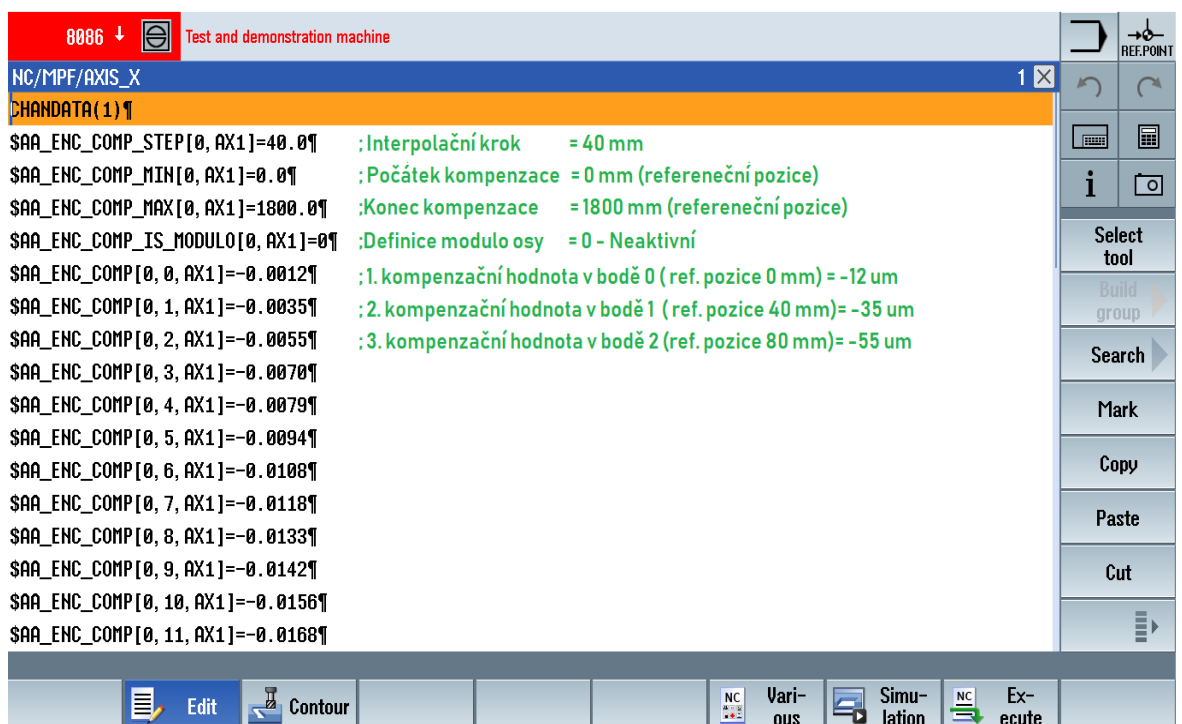 8086 ↓ Test and demonstration machine
REF.POINT
NC/MPF/AXIS_X 1
CHANDATA(1)¶
$AA_ENC_COMP_STEP[0,AX1]=40.0¶ ;Interpolační krok = 40 mm
$AA_ENC_COMP_MIN[0,AX1]=0.0¶ ;Počátek kompenzace = 0 mm (refereneční pozice)
$AA_ENC_COMP_MAX[0,AX1]=1800.0¶ ;Konec kompenzace = 1800 mm (refereneční pozice)
$AA_ENC_COMP_IS_MODULO[0,AX1]=0¶ ;Definice modulo osy = 0 - Neaktivní
$AA_ENC_COMP[0,0,AX1]=-0.0012¶ ;1. kompenzační hodnota v bodě 0 ( ref. pozice 0 mm) = -12 um
$AA_ENC_COMP[0,1,AX1]=-0.0035¶ ;2. kompenzační hodnota v bodě 1 ( ref. pozice 40 mm)= -35 um
$AA_ENC_COMP[0,2,AX1]=-0.0055¶ ;3. kompenzační hodnota v bodě 2 (ref. pozice 80 mm)= -55 um
$AA_ENC_COMP[0,3,AX1]=-0.0070¶
$AA_ENC_COMP[0,4,AX1]=-0.0079¶
$AA_ENC_COMP[0,5,AX1]=-0.0094¶
$AA_ENC_COMP[0,6,AX1]=-0.0108¶
$AA_ENC_COMP[0,7,AX1]=-0.0118¶
$AA_ENC_COMP[0,8,AX1]=-0.0133¶
$AA_ENC_COMP[0,9,AX1]=-0.0142¶
$AA_ENC_COMP[0,10,AX1]=-0.0156¶
$AA_ENC_COMP[0,11,AX1]=-0.0168¶
i
Select
tool
Build
group
Search
Mark
Copy
Paste
Cut
Edit
Contour
NC Vari-
ous
Simu-
lation
NC Ex-
ecute